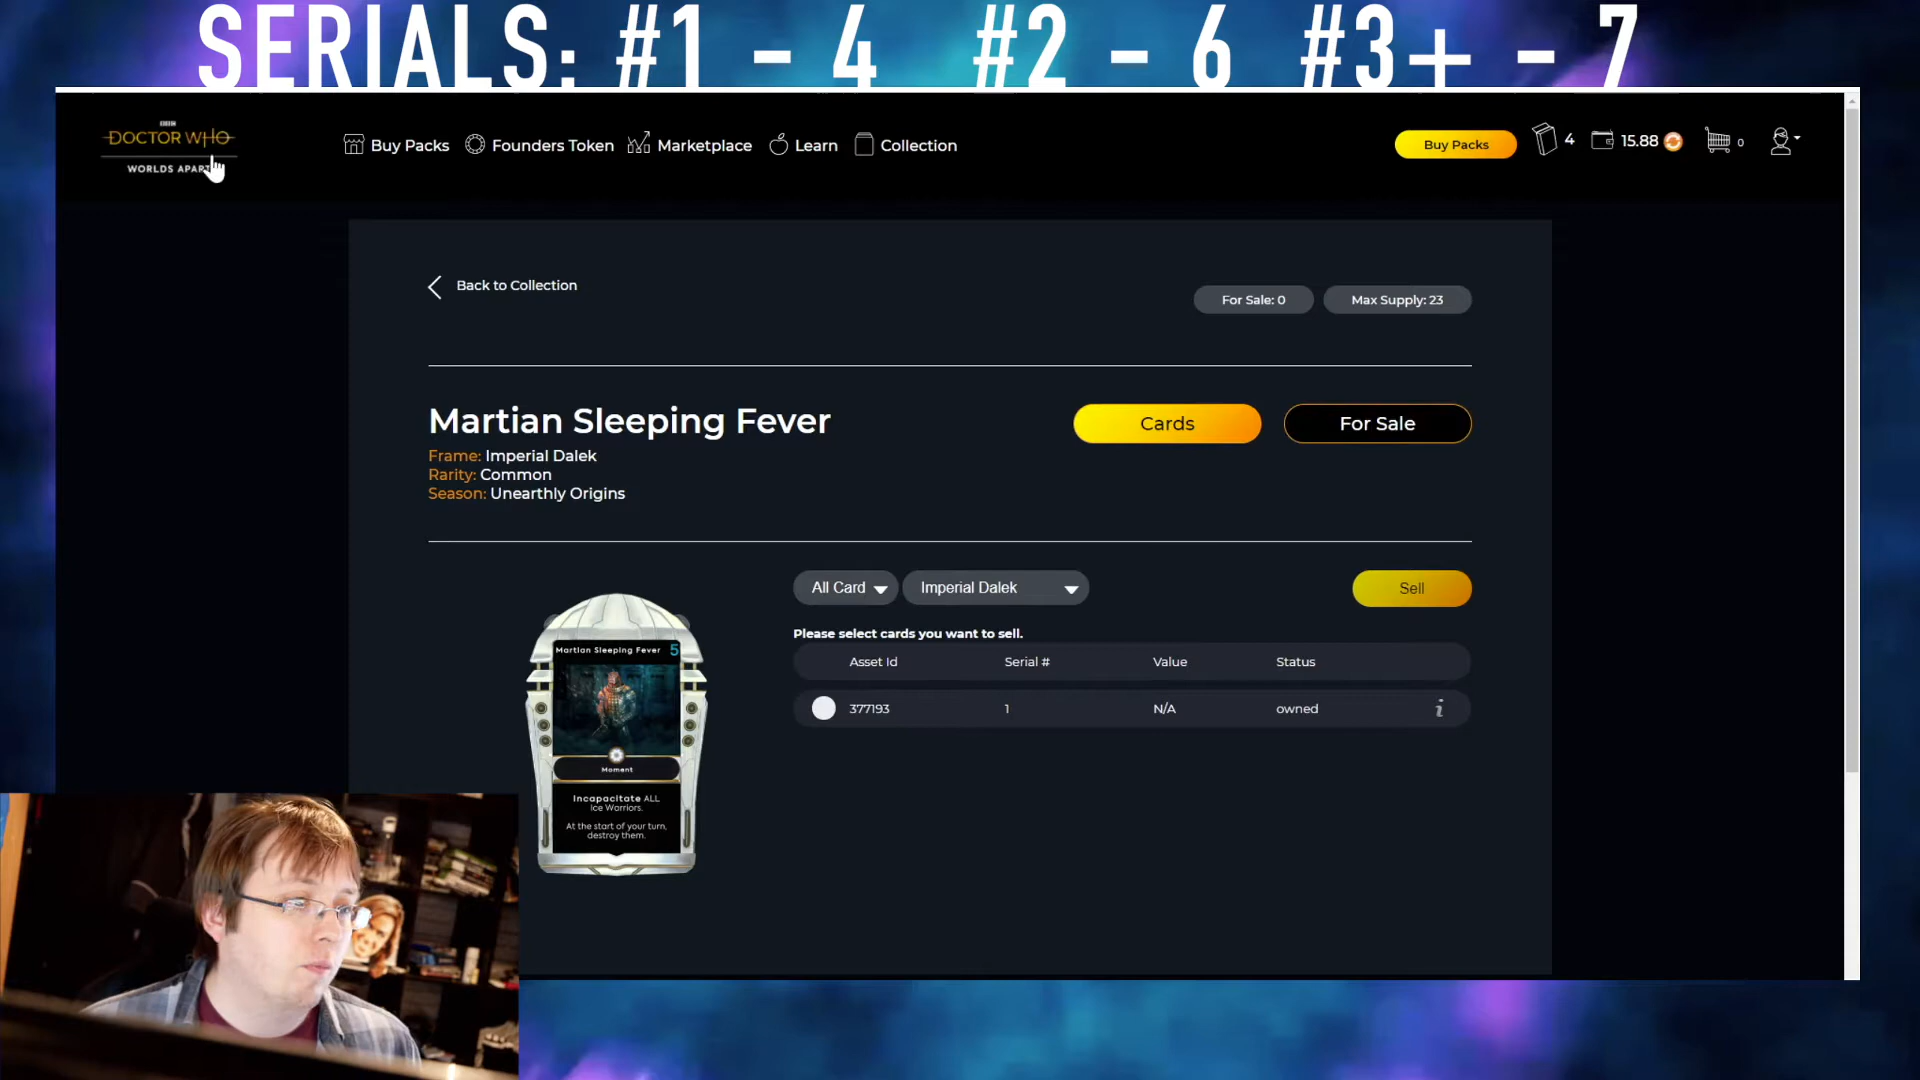 SERIALS: #1 - 4 #2 - 6 #3+ - 7
BBC
DOCTOR WHO
WORLDS APART
Buy Packs
Founders Token
Marketplace
Learn
Collection
Buy Packs
4
15.88
0
Back to Collection
For Sale: 0
Max Supply: 23
Martian Sleeping Fever
Frame: Imperial Dalek
Rarity: Common
Season: Unearthly Origins
Cards
For Sale
All Card
Imperial Dalek
Sell
Please select cards you want to sell.
Asset Id Serial # Value Status
377193 1 N/A owned i
Martian Sleeping Fever 5
Moment
Incapacitate ALL
Ice Warriors.
At the start of your turn,
destroy them.